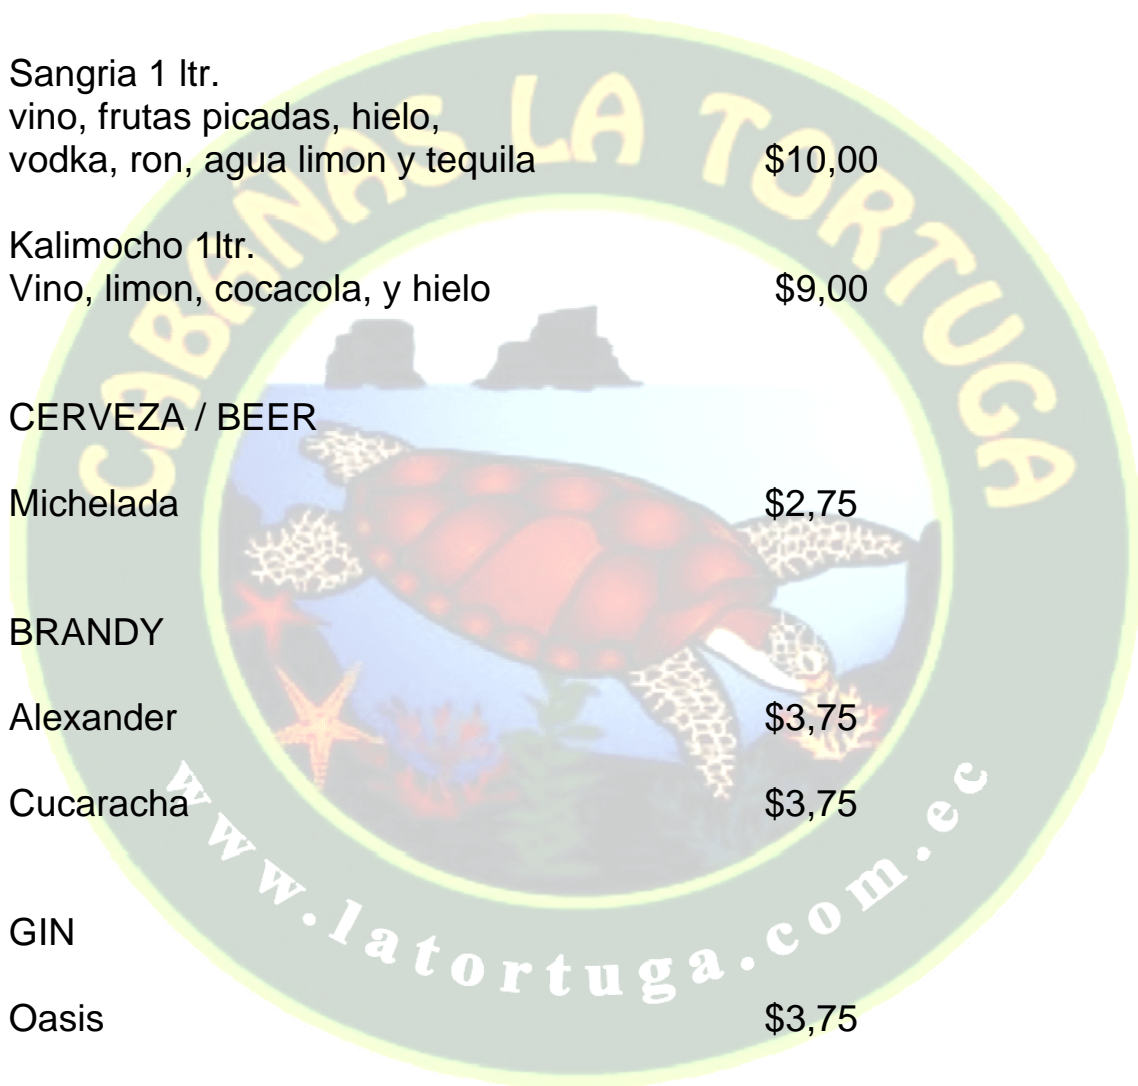 Sangria 1 ltr.
vino, frutas picadas, hielo,
vodka, ron, agua limon y tequila $10,00
Kalimocho 1ltr.
Vino, limon, cocacola, y hielo $9,00
CERVEZA / BEER
Michelada $2,75
BRANDY
Alexander $3,75
Cucaracha $3,75
GIN
Oasis $3,75
CABAÑAS LA TORTUGA
www.latortuga.com.ec